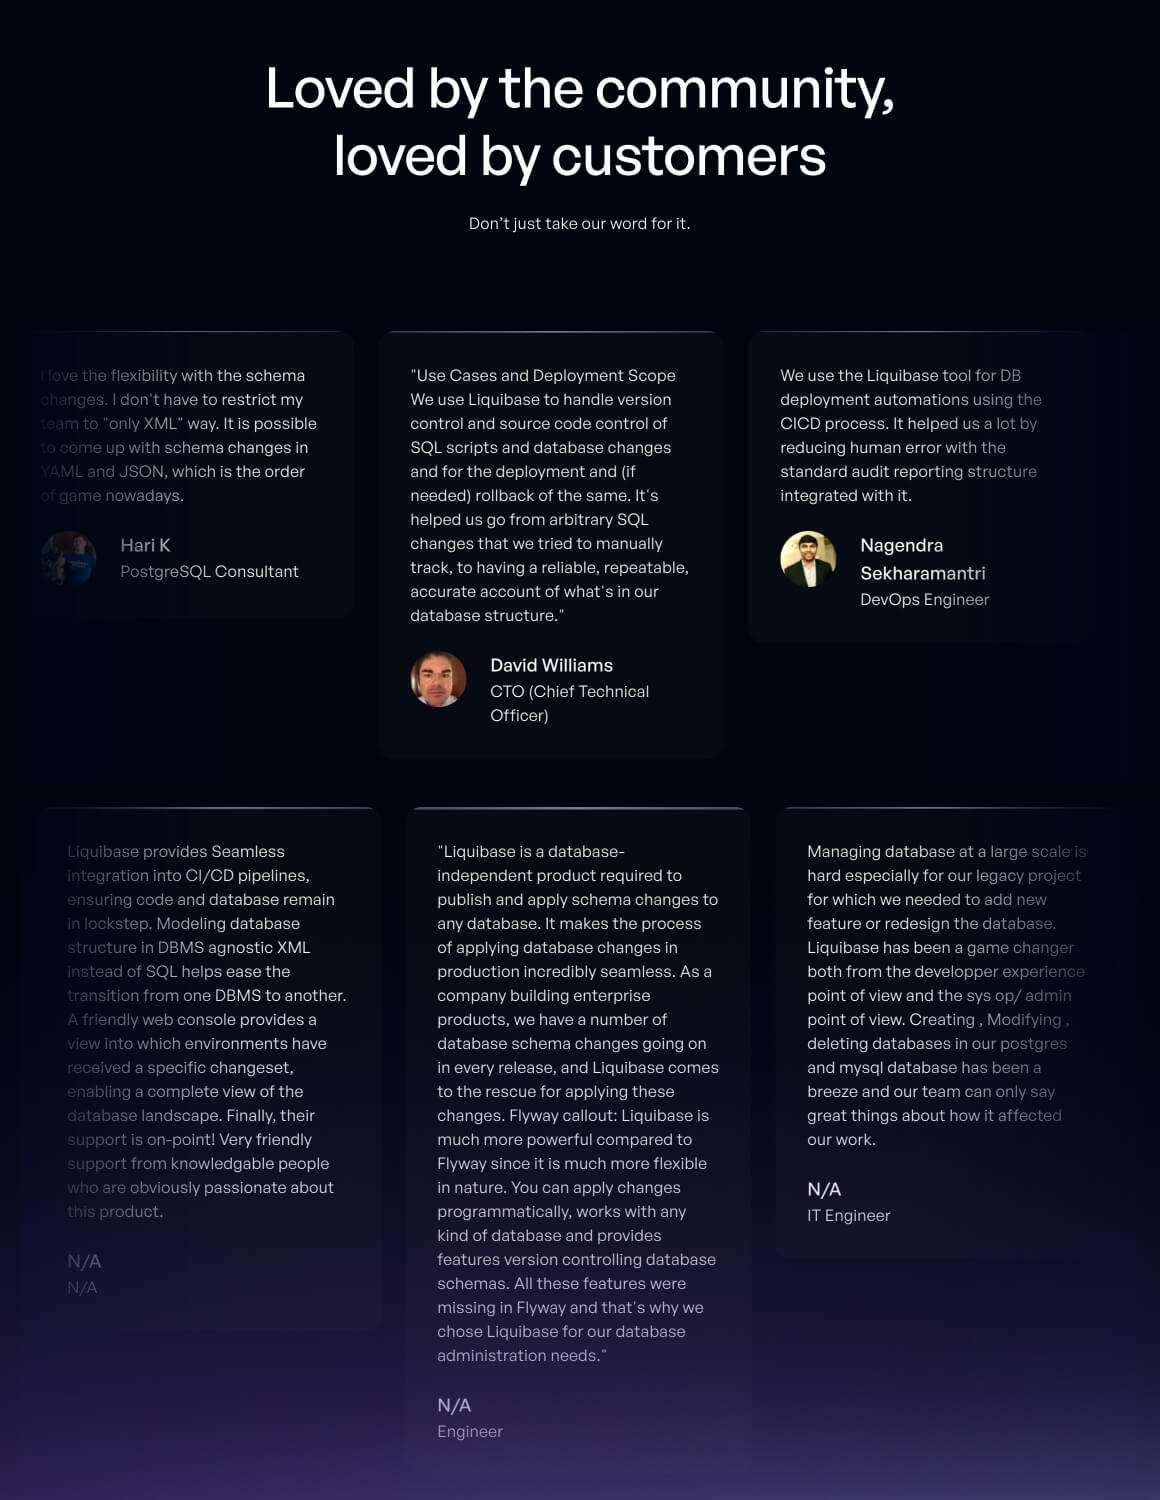 Loved by the community,
loved by customers
Don’t just take our word for it.
I love the flexibility with the schema
changes. I don't have to restrict my
team to "only XML" way. It is possible
to come up with schema changes in
YAML and JSON, which is the order
of game nowadays.
Hari K
PostgreSQL Consultant
"Use Cases and Deployment Scope
We use Liquibase to handle version
control and source code control of
SQL scripts and database changes
and for the deployment and (if
needed) rollback of the same. It's
helped us go from arbitrary SQL
changes that we tried to manually
track, to having a reliable, repeatable,
accurate account of what's in our
database structure."
David Williams
CTO (Chief Technical
Officer)
We use the Liquibase tool for DB
deployment automations using the
CICD process. It helped us a lot by
reducing human error with the
standard audit reporting structure
integrated with it.
Nagendra
Sekharamantri
DevOps Engineer
Liquibase provides Seamless
integration into CI/CD pipelines,
ensuring code and database remain
in lockstep. Modeling database
structure in DBMS agnostic XML
instead of SQL helps ease the
transition from one DBMS to another.
A friendly web console provides a
view into which environments have
received a specific changeset,
enabling a complete view of the
database landscape. Finally, their
support is on-point! Very friendly
support from knowledgable people
who are obviously passionate about
this product.
N/A
N/A
"Liquibase is a database-
independent product required to
publish and apply schema changes to
any database. It makes the process
of applying database changes in
production incredibly seamless. As a
company building enterprise
products, we have a number of
database schema changes going on
in every release, and Liquibase comes
to the rescue for applying these
changes. Flyway callout: Liquibase is
much more powerful compared to
Flyway since it is much more flexible
in nature. You can apply changes
programmatically, works with any
kind of database and provides
features version controlling database
schemas. All these features were
missing in Flyway and that's why we
chose Liquibase for our database
administration needs."
N/A
Engineer
Managing database at a large scale is
hard especially for our legacy project
for which we needed to add new
feature or redesign the database.
Liquibase has been a game changer
both from the developper experience
point of view and the sys op/ admin
point of view. Creating , Modifying ,
deleting databases in our postgres
and mysql database has been a
breeze and our team can only say
great things about how it affected
our work.
N/A
IT Engineer